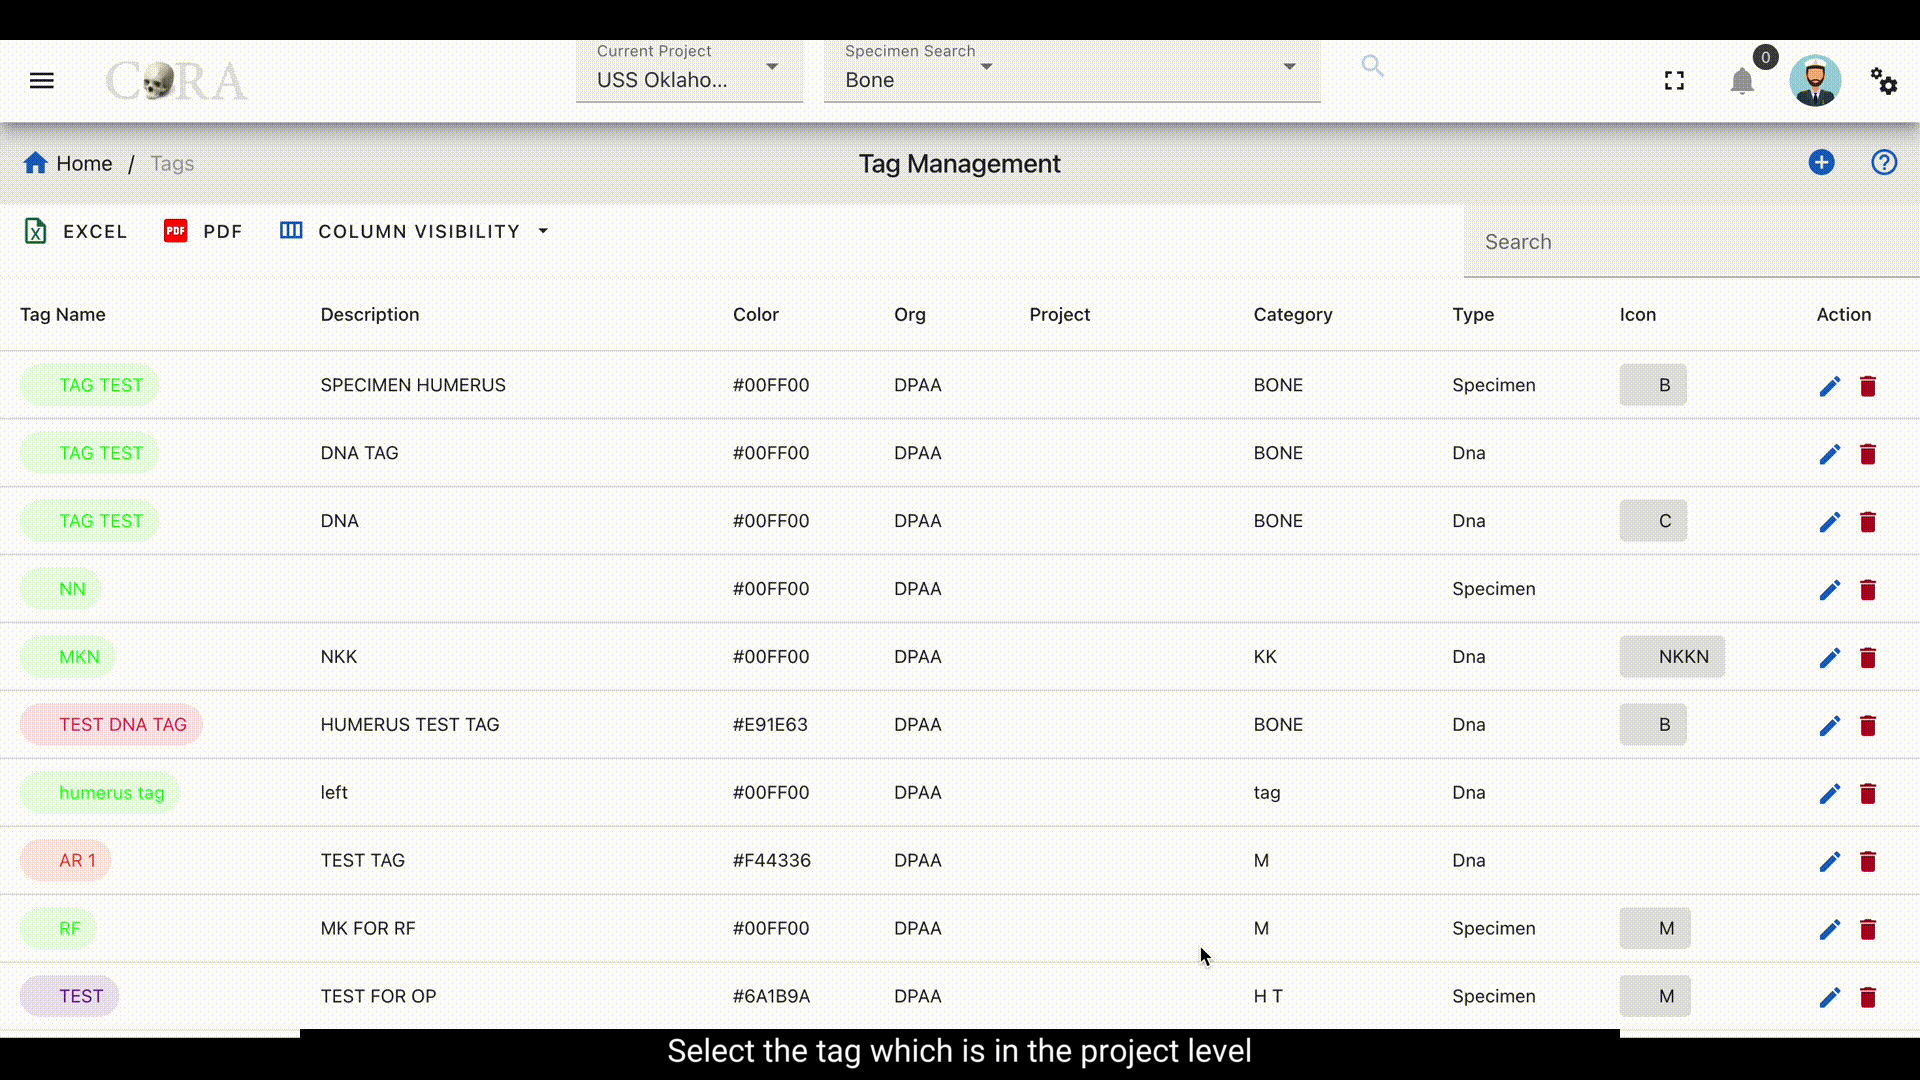 Current Project
Specimen Search
0
CORA
USS Oklaho...
Bone
Home / Tags
Tag Management
EXCEL PDF COLUMN VISIBILITY
Search
Tag Name Description Color Org Project Category Type Icon Action
TAG TEST SPECIMEN HUMERUS #00FF00 DPAA BONE Specimen B
TAG TEST DNA TAG #00FF00 DPAA BONE Dna
TAG TEST DNA #00FF00 DPAA BONE Dna C
NN #00FF00 DPAA Specimen
MKN NKK #00FF00 DPAA KK Dna NKKN
TEST DNA TAG HUMERUS TEST TAG #E91E63 DPAA BONE Dna B
humerus tag left #00FF00 DPAA tag Dna
AR 1 TEST TAG #F44336 DPAA M Dna
RF MK FOR RF #00FF00 DPAA M Specimen M
TEST TEST FOR OP #6A1B9A DPAA H T Specimen M
Select the tag which is in the project level